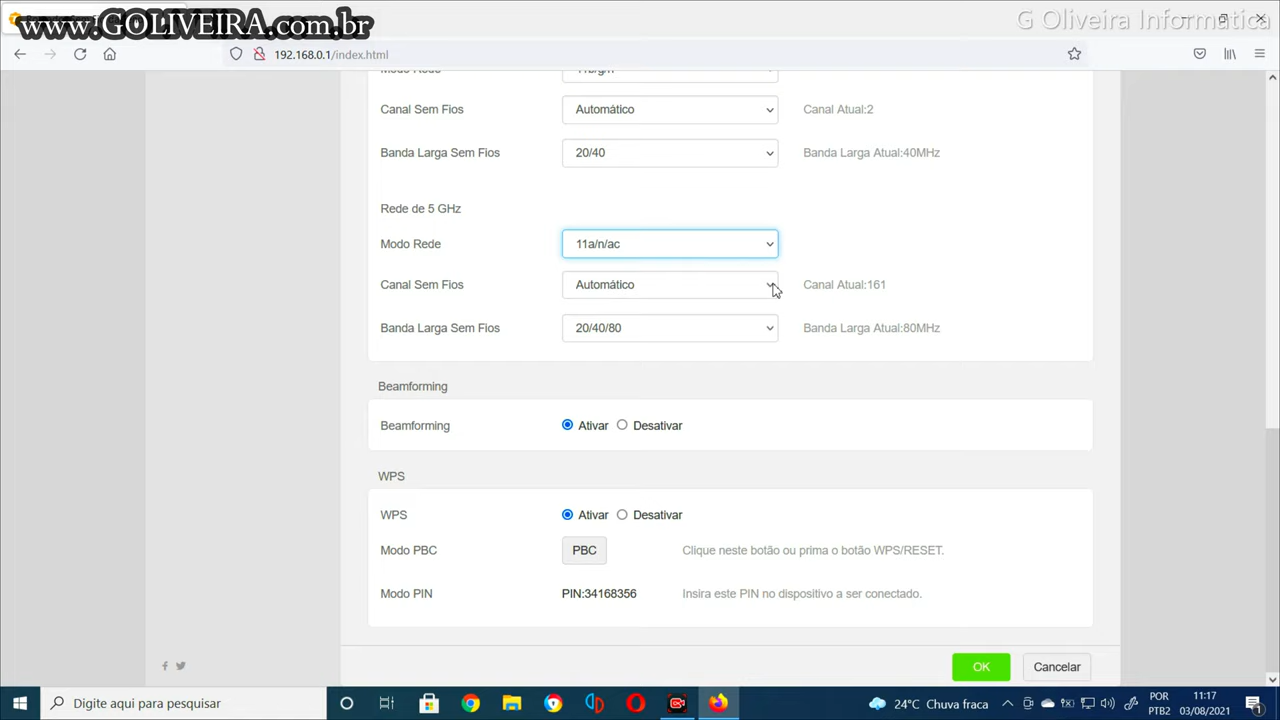 www.GOLIVEIRA.com.br
G Oliveira Informática
192.168.0.1/index.html
Modo Rede 11b/g/n
Canal Sem Fios Automático Canal Atual:2
Banda Larga Sem Fios 20/40 Banda Larga Atual:40MHz
Rede de 5 GHz
Modo Rede 11a/n/ac
Canal Sem Fios Automático Canal Atual:161
Banda Larga Sem Fios 20/40/80 Banda Larga Atual:80MHz
Beamforming
Beamforming Ativar Desativar
WPS
WPS Ativar Desativar
Modo PBC PBC Clique neste botão ou prima o botão WPS/RESET.
Modo PIN PIN:34168356 Insira este PIN no dispositivo a ser conectado.
OK Cancelar
Digite aqui para pesquisar 24°C Chuva fraca POR 11:17
PTB2 03/08/2021 1